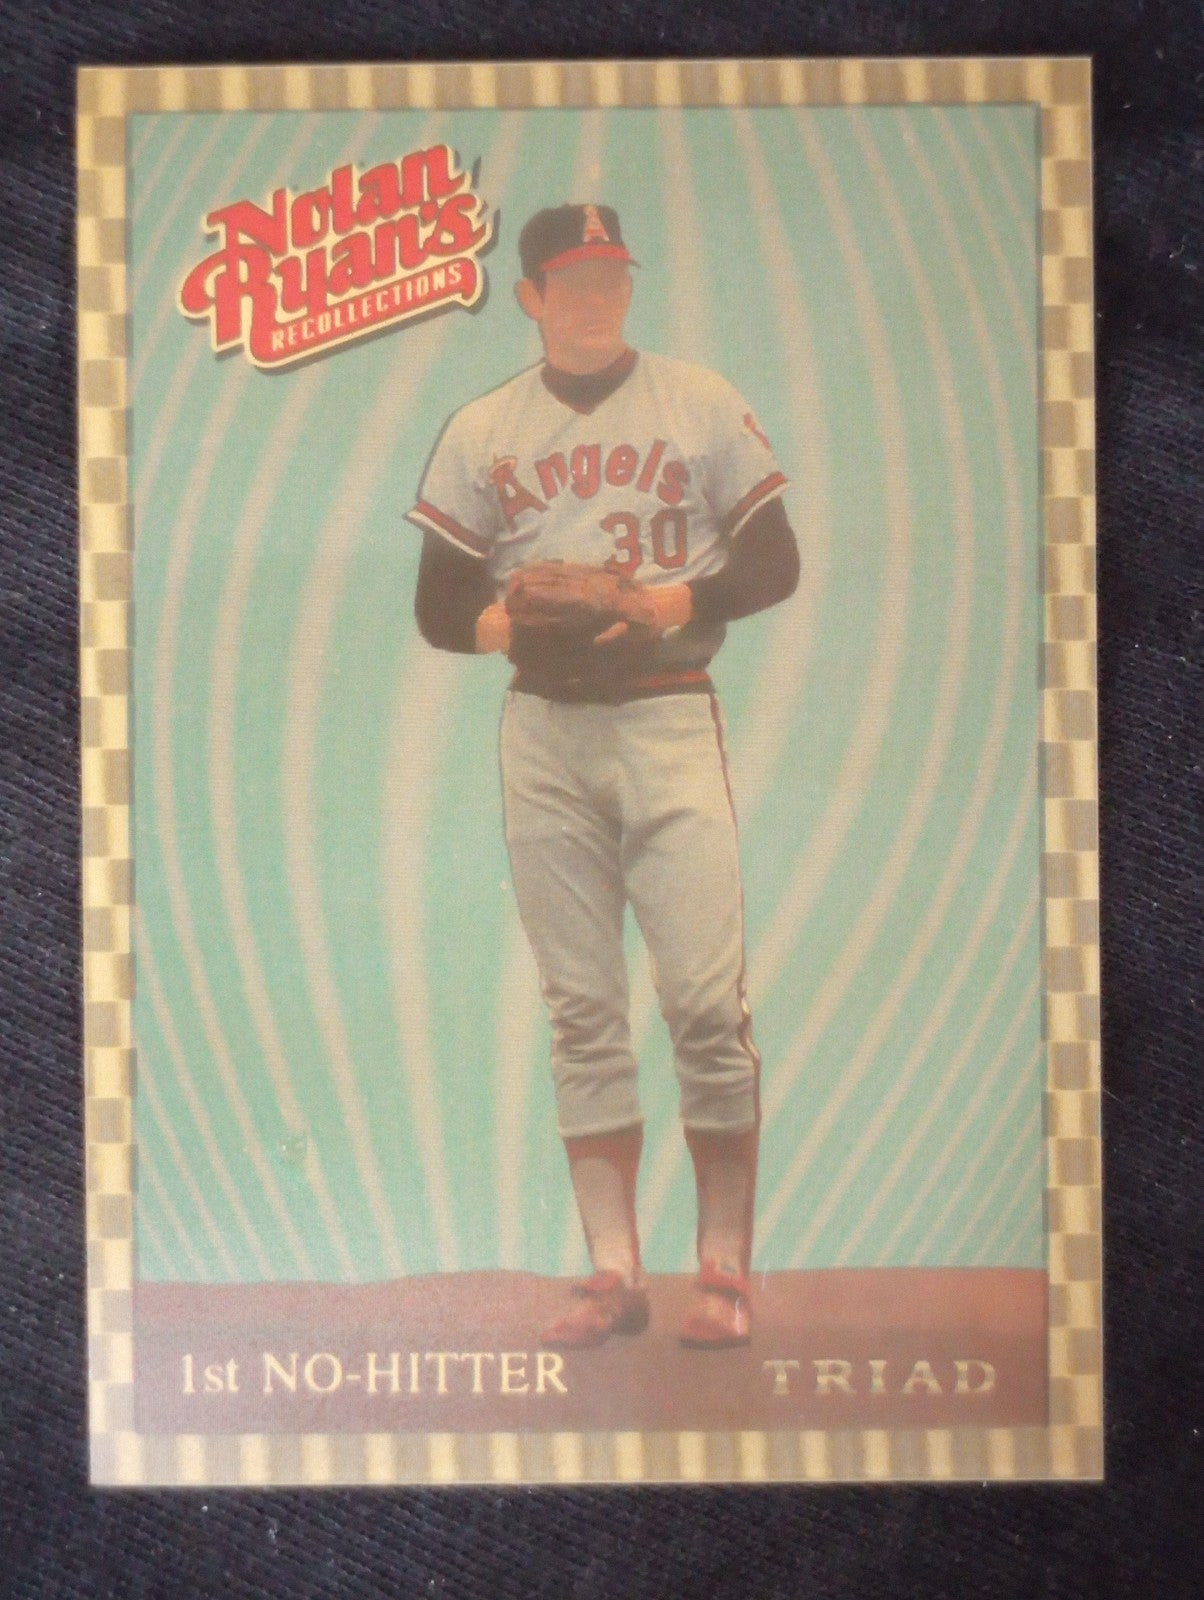 Nolan
Ryan's
RECOLLECTIONS
A
Angels
30
1st NO-HITTER
TRIAD